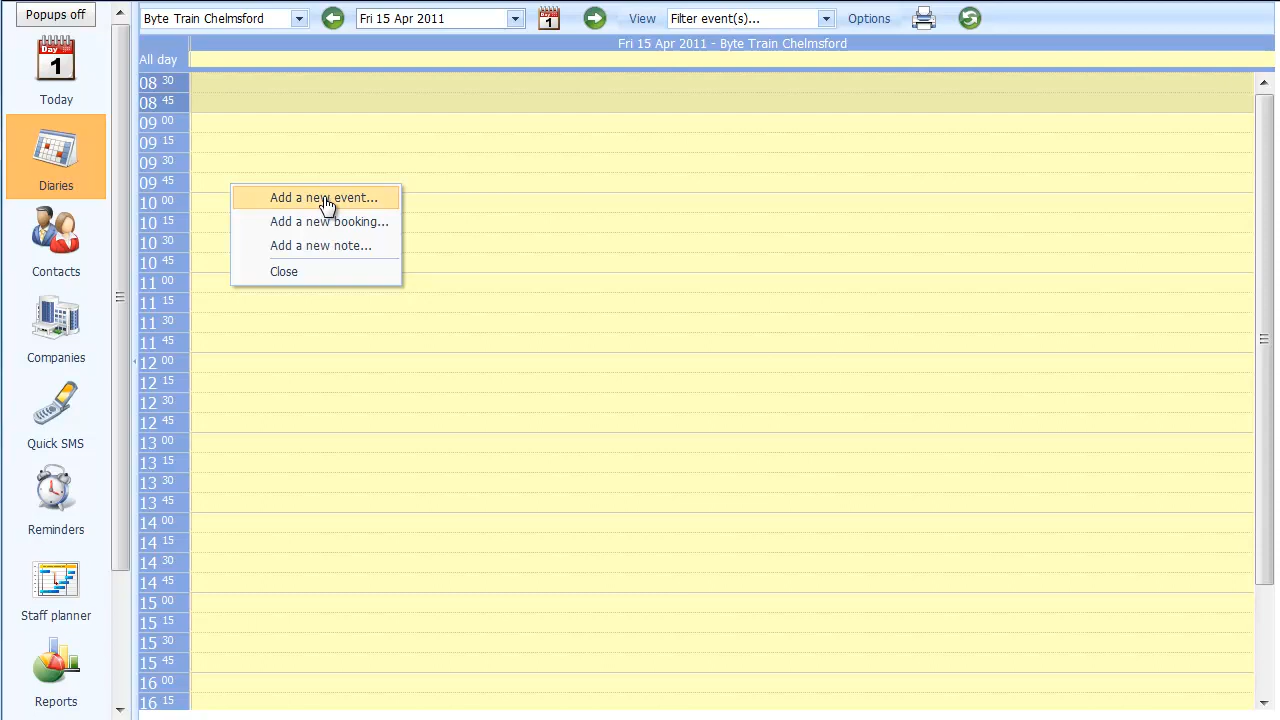 Popups off
Byte Train Chelmsford
Fri 15 Apr 2011
1
View
Filter event(s)...
Options
Fri 15 Apr 2011 - Byte Train Chelmsford
All day
Day
1
Today
Diaries
Contacts
Companies
Quick SMS
Reminders
Staff planner
Reports
08 30
08 45
09 00
09 15
09 30
09 45
10 00
10 15
10 30
10 45
11 00
11 15
11 30
11 45
12 00
12 15
12 30
12 45
13 00
13 15
13 30
13 45
14 00
14 15
14 30
14 45
15 00
15 15
15 30
15 45
16 00
16 15
Add a new event...
Add a new booking...
Add a new note...
Close